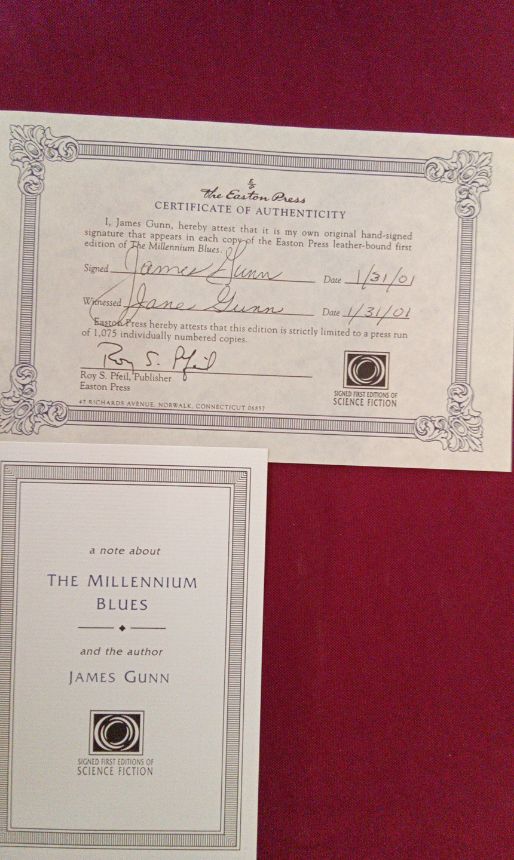 The Easton Press
CERTIFICATE OF AUTHENTICITY
I, James Gunn, hereby attest that it is my own original hand-signed
signature that appears in each copy of the Easton Press leather-bound first
edition of The Millennium Blues.
Signed James Gunn Date 1/31/01
Witnessed Jane Gunn Date 1/31/01
Easton Press hereby attests that this edition is strictly limited to a press run
of 1,075 individually numbered copies.
Roy S. Pfeil
Roy S. Pfeil, Publisher
Easton Press
47 RICHARDS AVENUE, NORWALK, CONNECTICUT 06857
SIGNED FIRST EDITIONS OF
SCIENCE FICTION
a note about
THE MILLENNIUM
BLUES
and the author
JAMES GUNN
SIGNED FIRST EDITIONS OF
SCIENCE FICTION